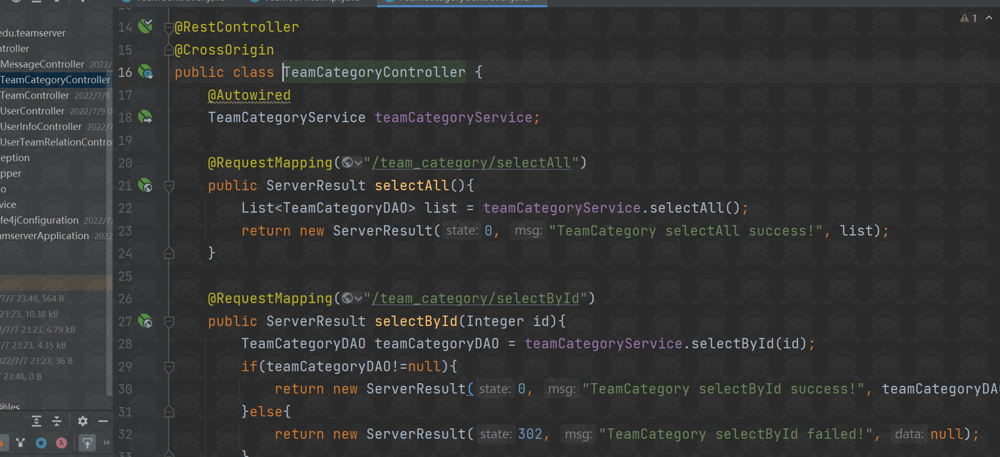 edu.teamserver
ntroller
MessageController 2022/
TeamCategoryController
TeamController 2022/7/8
UserController 2022/7/9 0
UserInfoController 2022/7
UserTeamRelationContro
ception
pper
o
vice
fe4jConfiguration 2022/7/
amserverApplication 2022
/7/7 23:48, 564 B
23:23, 10.38 kB
2/7/7 23:23, 6.79 kB
/7 23:23, 4.35 kB
022/7/7 23:23, 36 B
23:48, 0 B
soles
14 @RestController
15 @CrossOrigin
16 public class TeamCategoryController {
17 @Autowired
18 TeamCategoryService teamCategoryService;
19
20 @RequestMapping("/team_category/selectAll")
21 public ServerResult selectAll(){
22 List<TeamCategoryDAO> list = teamCategoryService.selectAll();
23 return new ServerResult( state: 0, msg: "TeamCategory selectAll success!", list);
24 }
25
26 @RequestMapping("/team_category/selectById")
27 public ServerResult selectById(Integer id){
28 TeamCategoryDAO teamCategoryDAO = teamCategoryService.selectById(id);
29 if(teamCategoryDAO!=null){
30 return new ServerResult( state: 0, msg: "TeamCategory selectById success!", teamCategoryDA
31 }else{
32 return new ServerResult( state: 302, msg: "TeamCategory selectById failed!", data: null);
33 }
1